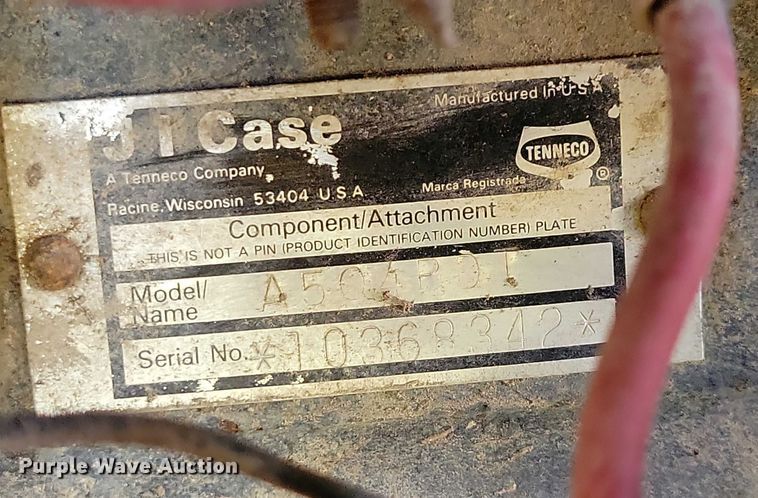 J I Case
Manufactured In U S A
A Tenneco Company
TENNECO
®
Racine, Wisconsin 53404 U S A
Marca Registrada
Component/Attachment
THIS IS NOT A PIN (PRODUCT IDENTIFICATION NUMBER) PLATE
Model/
Name A504BDT
Serial No. *10368342*
Purple Wave Auction